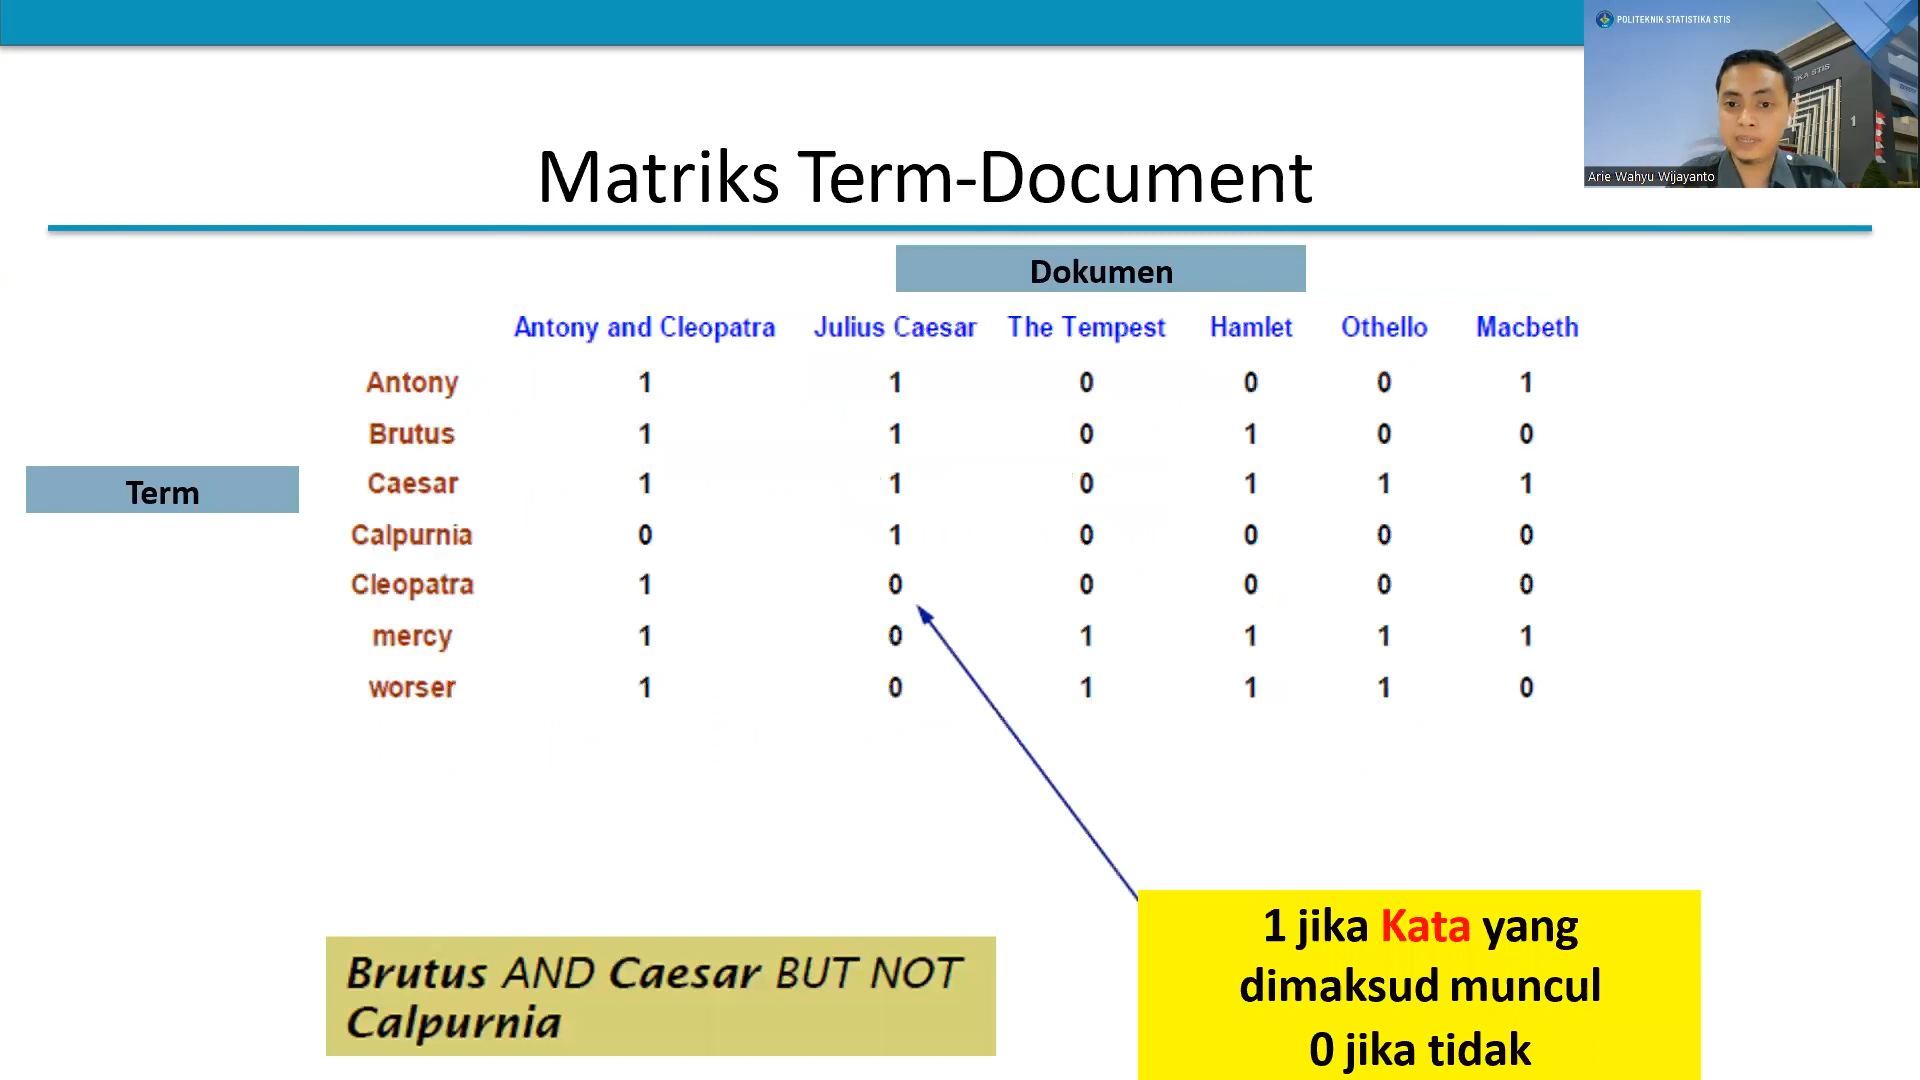 POLITEKNIK STATISTIKA STIS
TIKA STIS
1
Arie Wahyu Wijayanto
Matriks Term-Document
Dokumen
Antony and Cleopatra Julius Caesar The Tempest Hamlet Othello Macbeth
Antony 1 1 0 0 0 1
Brutus 1 1 0 1 0 0
Term
Caesar 1 1 0 1 1 1
Calpurnia 0 1 0 0 0 0
Cleopatra 1 0 0 0 0 0
mercy 1 0 1 1 1 1
worser 1 0 1 1 1 0
Brutus AND Caesar BUT NOT
Calpurnia
1 jika Kata yang
dimaksud muncul
0 jika tidak